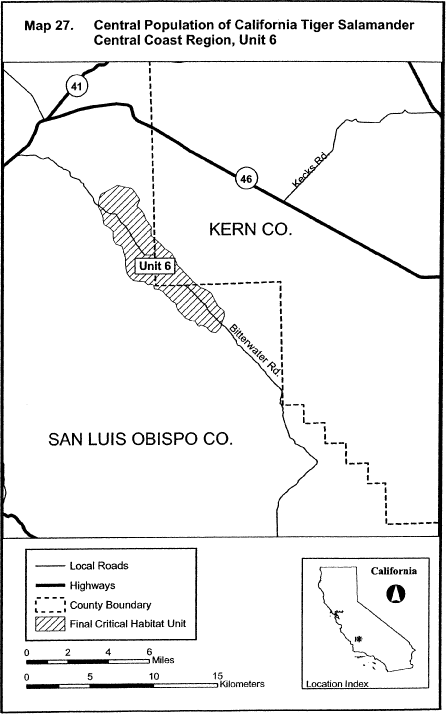 Map 27. Central Population of California Tiger Salamander
Central Coast Region, Unit 6
41
46
Kecks Rd.
KERN CO.
Unit 6
Bitterwater Rd.
SAN LUIS OBISPO CO.
Local Roads
Highways
County Boundary
Final Critical Habitat Unit
0 2 4 6
Miles
0 5 10 15
Kilometers
California
Location Index